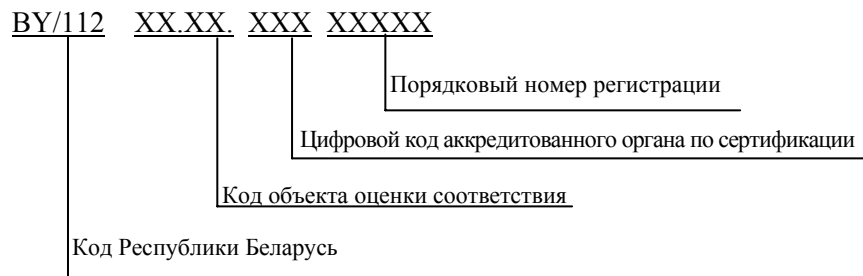 BY/112 XX.XX. XXX XXXXX
Порядковый номер регистрации
Цифровой код аккредитованного органа по сертификации
Код объекта оценки соответствия
Код Республики Беларусь